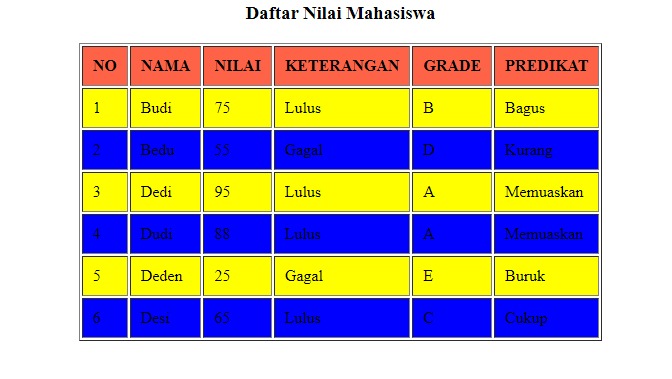 Daftar Nilai Mahasiswa
NO NAMA NILAI KETERANGAN GRADE PREDIKAT
1 Budi 75 Lulus B Bagus
2 Bedu 55 Gagal D Kurang
3 Dedi 95 Lulus A Memuaskan
4 Dudi 88 Lulus A Memuaskan
5 Deden 25 Gagal E Buruk
6 Desi 65 Lulus C Cukup